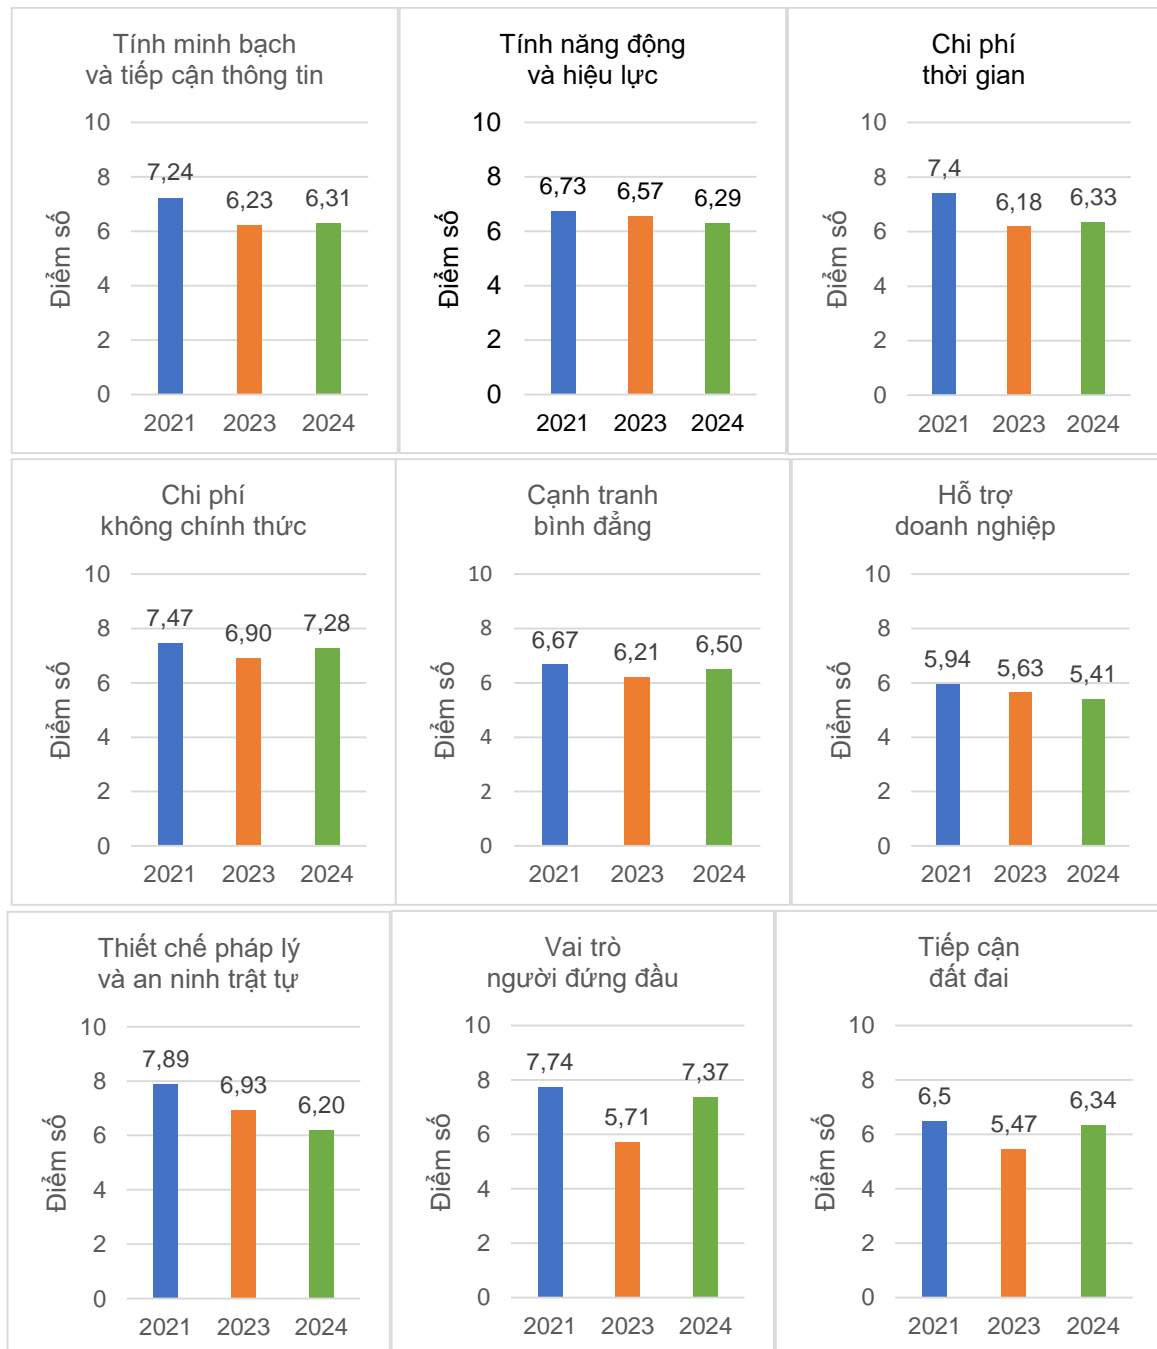 Tính minh bạch
và tiếp cận thông tin
10
8
6
4
2
0
Điểm số
7,24
6,23
6,31
2021 2023 2024
Tính năng động
và hiệu lực
10
8
6
4
2
0
Điểm số
6,73
6,57
6,29
2021 2023 2024
Chi phí
thời gian
10
8
6
4
2
0
Điểm số
7,4
6,18
6,33
2021 2023 2024
Chi phí
không chính thức
10
8
6
4
2
0
Điểm số
7,47
6,90
7,28
2021 2023 2024
Cạnh tranh
bình đẳng
10
8
6
4
2
0
Điểm số
6,67
6,21
6,50
2021 2023 2024
Hỗ trợ
doanh nghiệp
10
8
6
4
2
0
Điểm số
5,94
5,63
5,41
2021 2023 2024
Thiết chế pháp lý
và an ninh trật tự
10
8
6
4
2
0
Điểm số
7,89
6,93
6,20
2021 2023 2024
Vai trò
người đứng đầu
10
8
6
4
2
0
Điểm số
7,74
5,71
7,37
2021 2023 2024
Tiếp cận
đất đai
10
8
6
4
2
0
Điểm số
6,5
5,47
6,34
2021 2023 2024